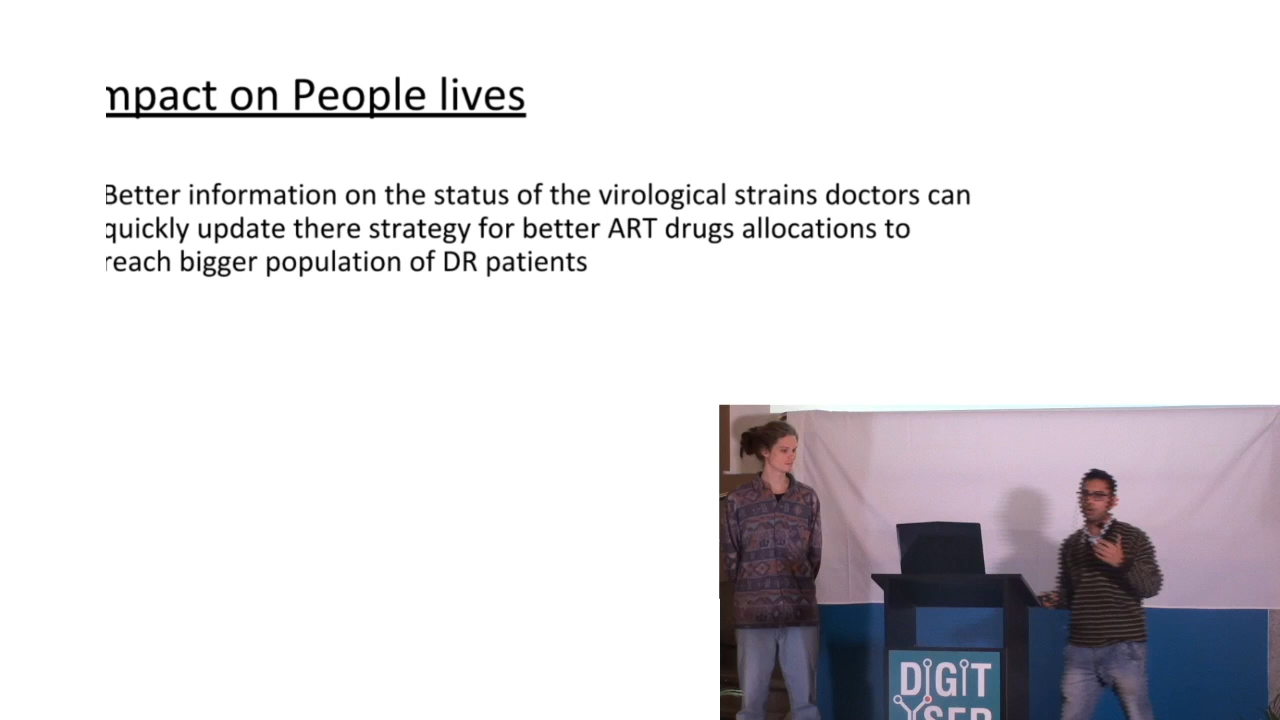 mpact on People lives
Better information on the status of the virological strains doctors can
quickly update there strategy for better ART drugs allocations to
reach bigger population of DR patients
DIGIT